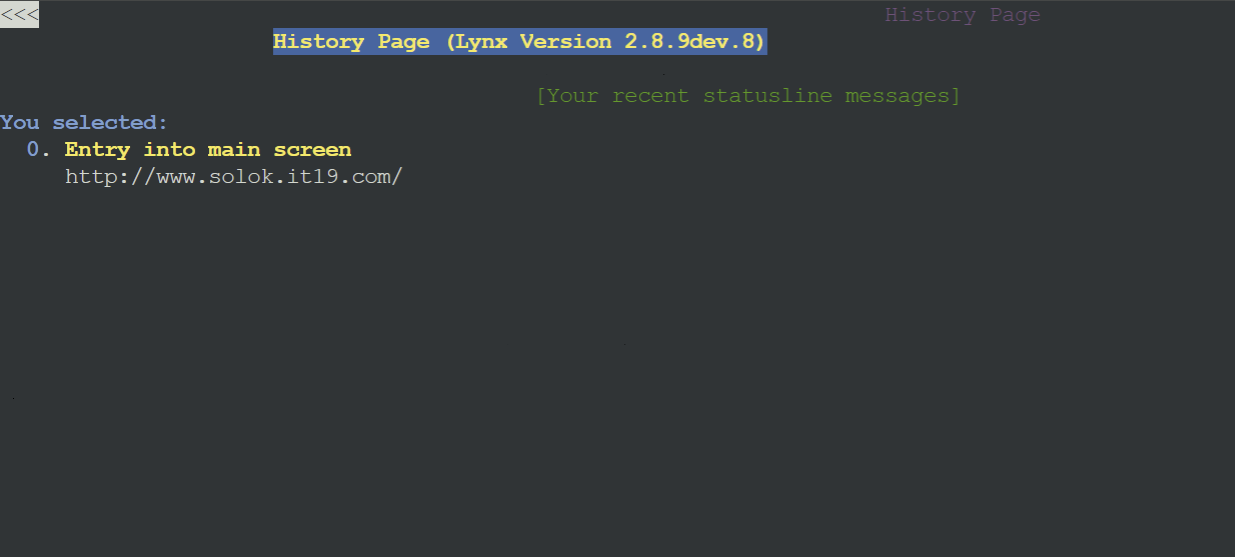 <<< History Page
History Page (Lynx Version 2.8.9dev.8)
[Your recent statusline messages]
You selected:
0. Entry into main screen
http://www.solok.it19.com/